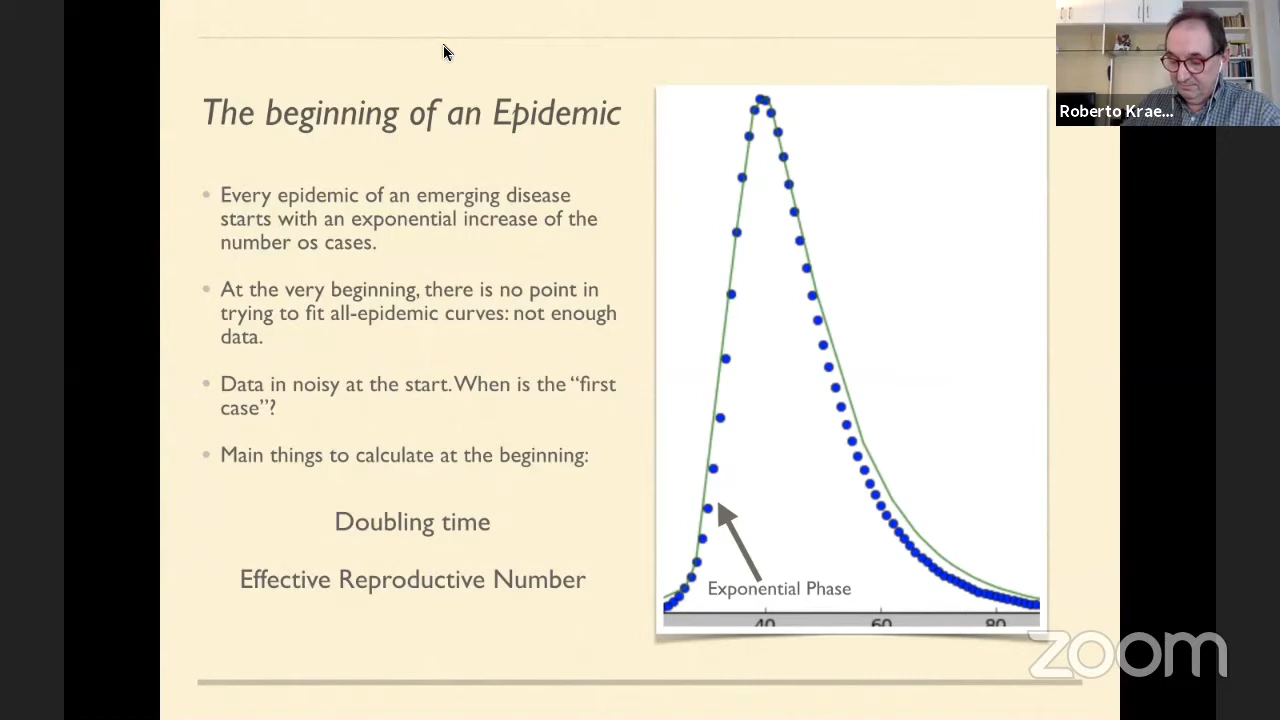 The beginning of an Epidemic
Every epidemic of an emerging disease
starts with an exponential increase of the
number os cases.
At the very beginning, there is no point in
trying to fit all-epidemic curves: not enough
data.
Data in noisy at the start. When is the “first
case”?
Main things to calculate at the beginning:
Doubling time
Effective Reproductive Number
Exponential Phase
40
60
80
Roberto Krae...
zoom